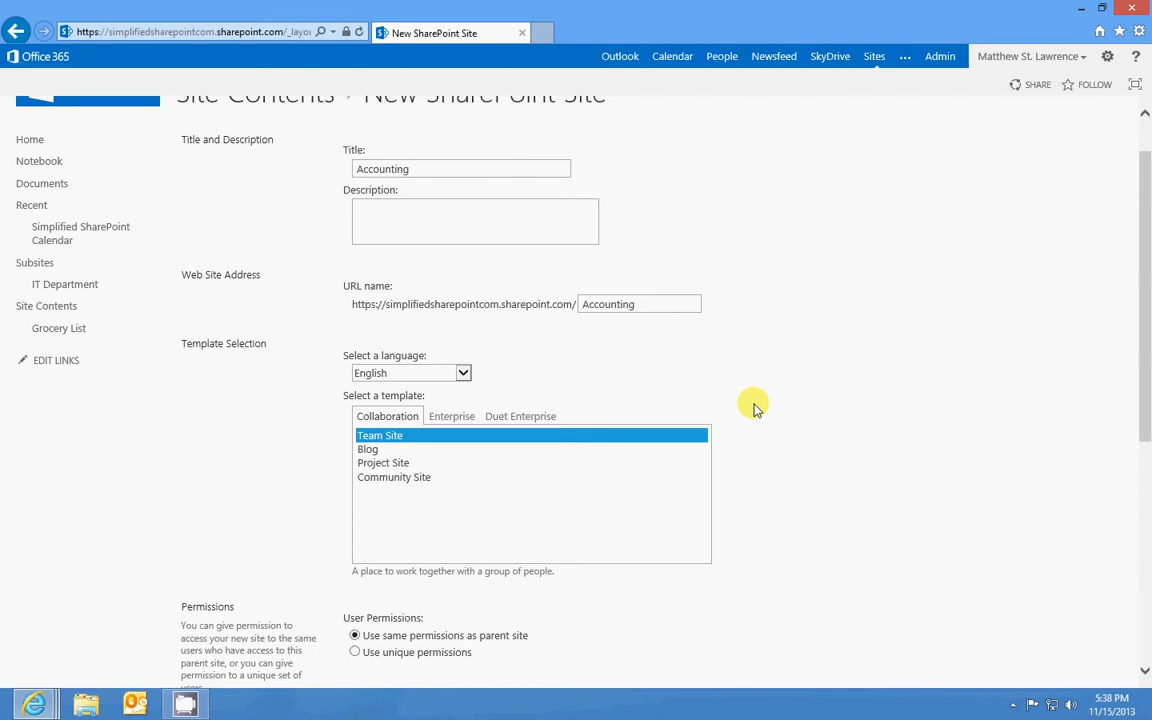 https://simplifiedsharepointcom.sharepoint.com/_layou
New SharePoint Site
Office 365
Outlook
Calendar
People
Newsfeed
SkyDrive
Sites
Admin
Matthew St. Lawrence
SHARE
FOLLOW
Site Contents
New SharePoint Site
Home
Notebook
Documents
Recent
Simplified SharePoint
Calendar
Subsites
IT Department
Site Contents
Grocery List
EDIT LINKS
Title and Description
Title:
Accounting
Description:
Web Site Address
URL name:
https://simplifiedsharepointcom.sharepoint.com/
Accounting
Template Selection
Select a language:
English
Select a template:
Collaboration
Enterprise
Duet Enterprise
Team Site
Blog
Project Site
Community Site
A place to work together with a group of people.
Permissions
You can give permission to
access your new site to the same
users who have access to this
parent site, or you can give
permission to a unique set of
users.
User Permissions:
Use same permissions as parent site
Use unique permissions
5:38 PM
11/15/2013